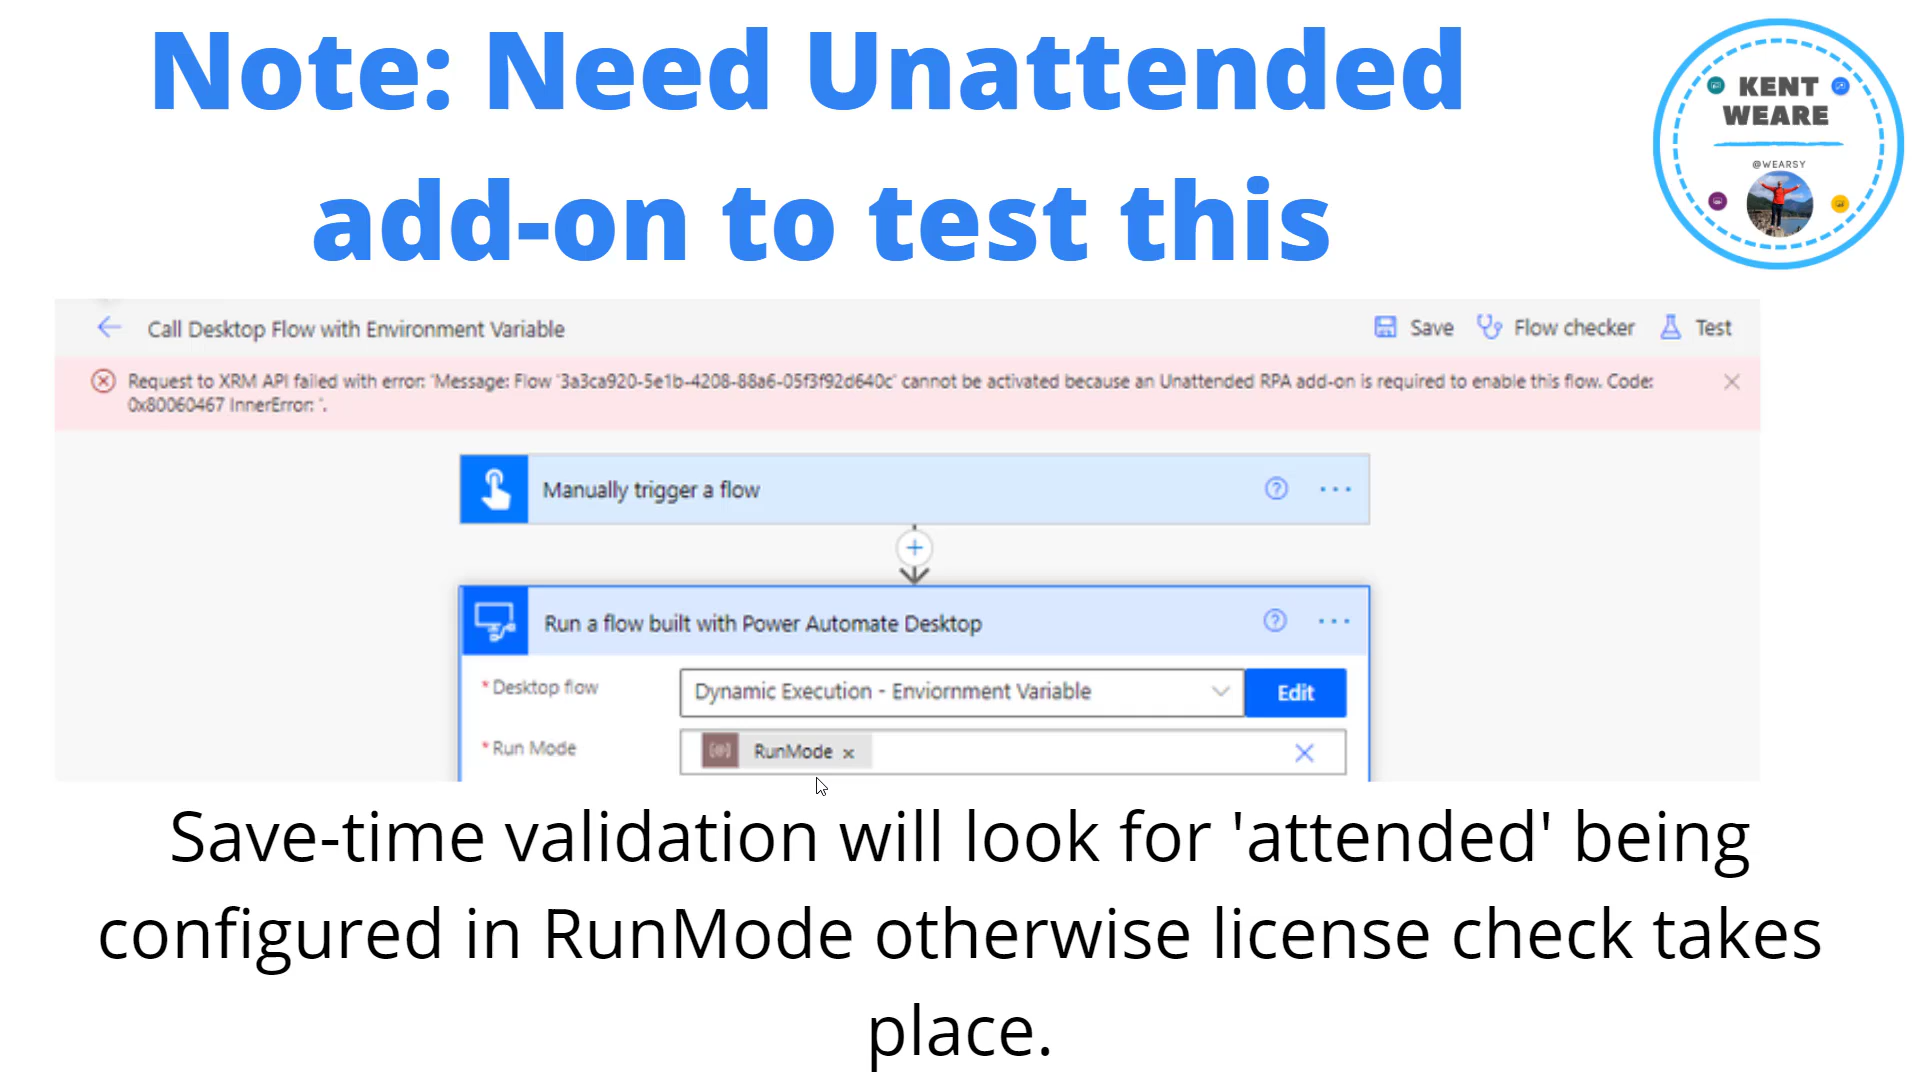 Note: Need Unattended
add-on to test this
KENT
WEARE
@WEARSY
Call Desktop Flow with Environment Variable
Save
Flow checker
Test
Request to XRM API failed with error: 'Message: Flow '3a3ca920-5e1b-4208-88a6-05f3f92d640c' cannot be activated because an Unattended RPA add-on is required to enable this flow. Code:
0x80060467 InnerError: '.
Manually trigger a flow
Run a flow built with Power Automate Desktop
*Desktop flow
Dynamic Execution - Enviornment Variable
Edit
*Run Mode
RunMode
Save-time validation will look for 'attended' being
configured in RunMode otherwise license check takes
place.